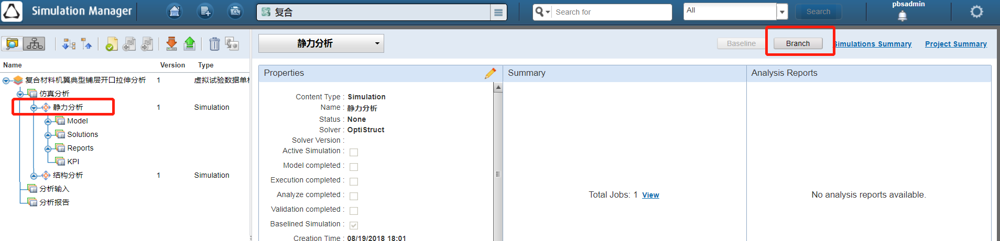 Simulation Manager
复合
Search for
All
Search
pbsadmin
静力分析
Baseline
Branch
Simulations Summary
Project Summary
Name Version Type
复合材料机翼典型铺层开口拉伸分析 1 虚拟试验数据单
仿真分析
静力分析 1 Simulation
Model
Solutions
Reports
KPI
结构分析 1 Simulation
分析输入
分析报告
Properties
Content Type : Simulation
Name : 静力分析
Status : None
Solver : OptiStruct
Solver Version :
Active Simulation :
Model completed :
Execution completed :
Analyze completed :
Validation completed :
Baselined Simulation :
Creation Time : 08/19/2018 18:01
Summary
Total Jobs: 1 View
Analysis Reports
No analysis reports available.